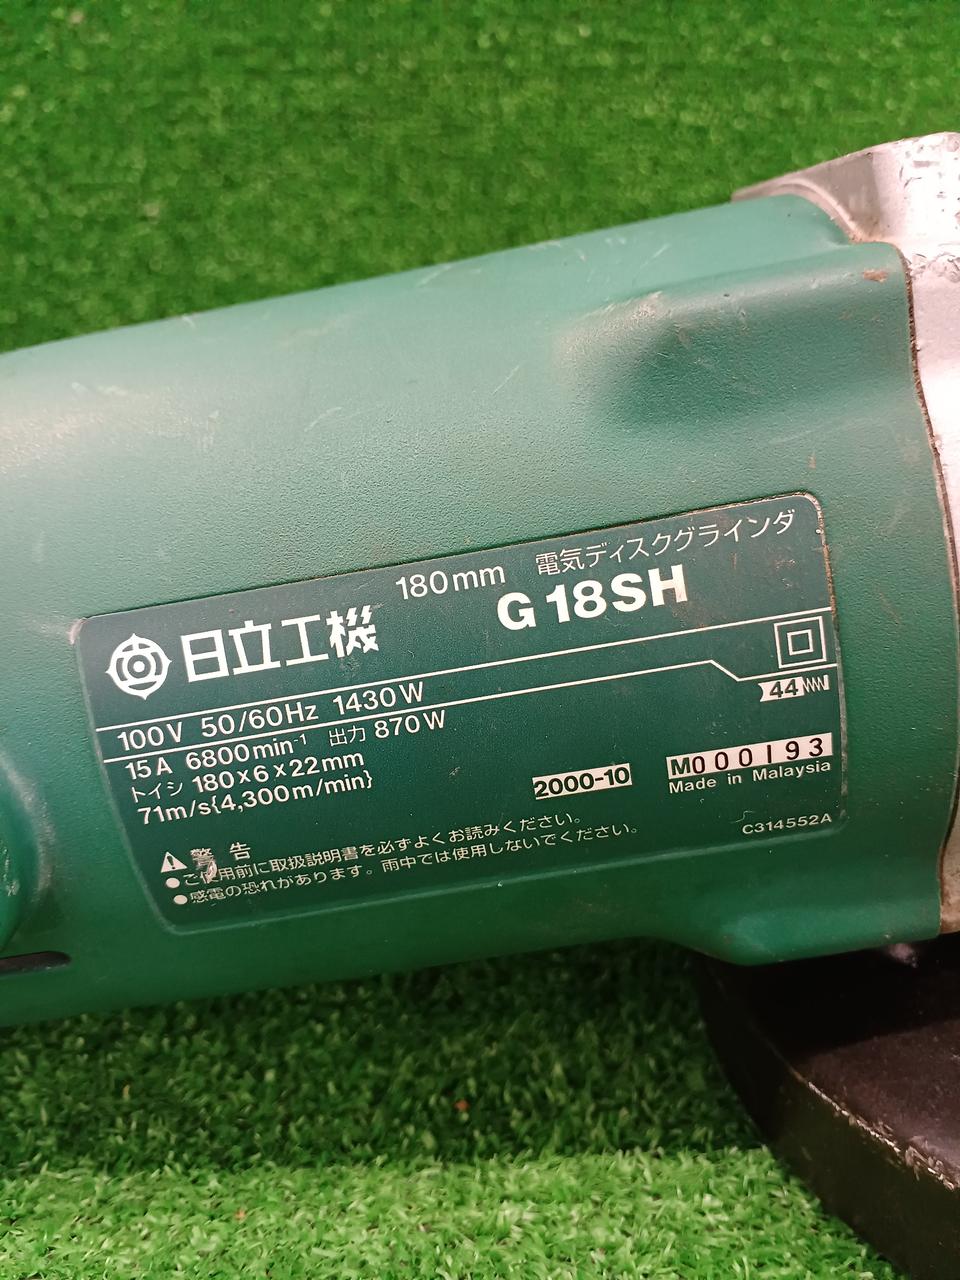 日立工機 180mm 電気ディスクグラインダ
G18SH
100V 50/60Hz 1430W
15A 6800min⁻¹ 出力 870W
トイシ 180×6×22mm
71m/s{4,300m/min}
44
2000-10
M000193
Made in Malaysia
警告
●ご使用前に取扱説明書を必ずよくお読みください。
●感電の恐れがあります。雨中では使用しないでください。
C314552A